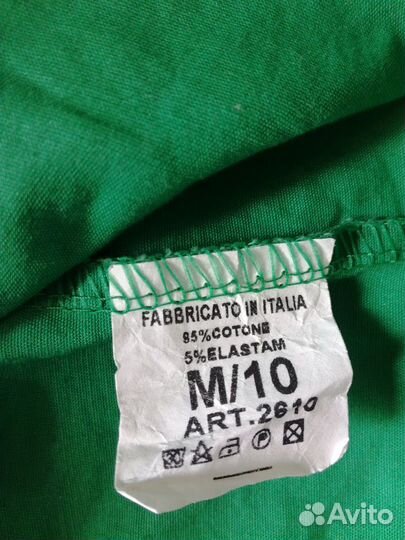 FABBRICATO IN ITALIA
95%COTONE
5%ELASTAM
M/10
ART.2610
Avito